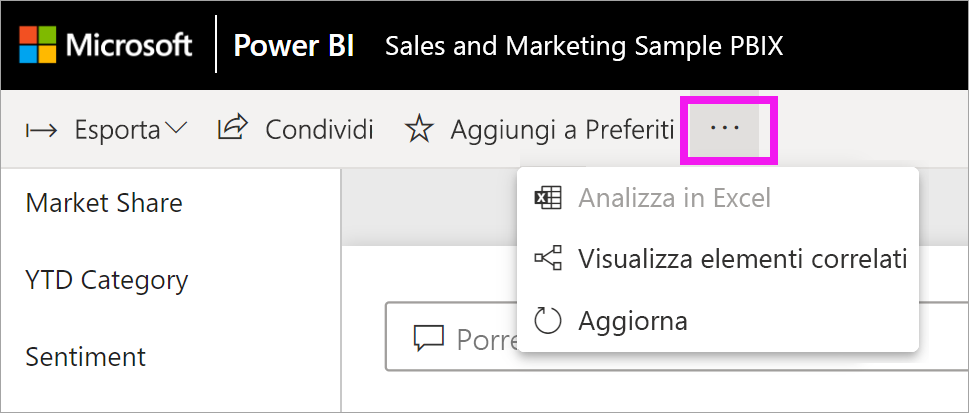 Microsoft Power BI Sales and Marketing Sample PBIX
Esporta Condividi Aggiungi a Preferiti ...
Market Share
YTD Category
Sentiment
Analizza in Excel
Visualizza elementi correlati
Aggiorna